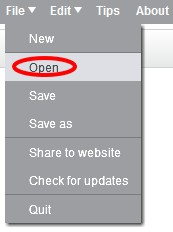 File ▼ Edit ▼ Tips About
New
Open
Save
Save as
Share to website
Check for updates
Quit